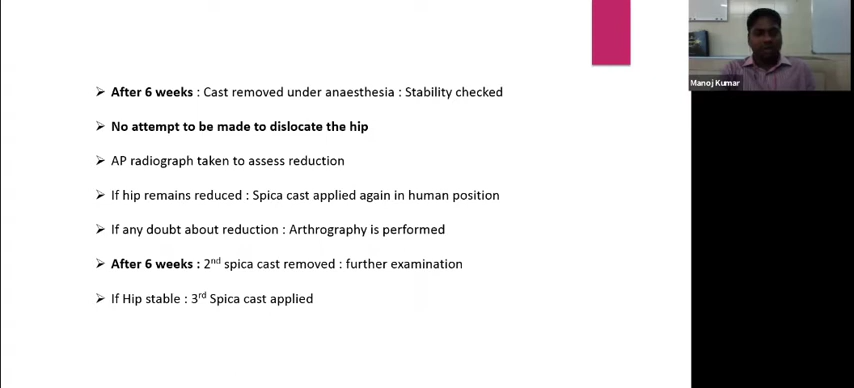 ➢ After 6 weeks : Cast removed under anaesthesia : Stability checked
➢ No attempt to be made to dislocate the hip
➢ AP radiograph taken to assess reduction
➢ If hip remains reduced : Spica cast applied again in human position
➢ If any doubt about reduction : Arthrography is performed
➢ After 6 weeks : 2nd spica cast removed : further examination
➢ If Hip stable : 3rd Spica cast applied
Manoj Kumar